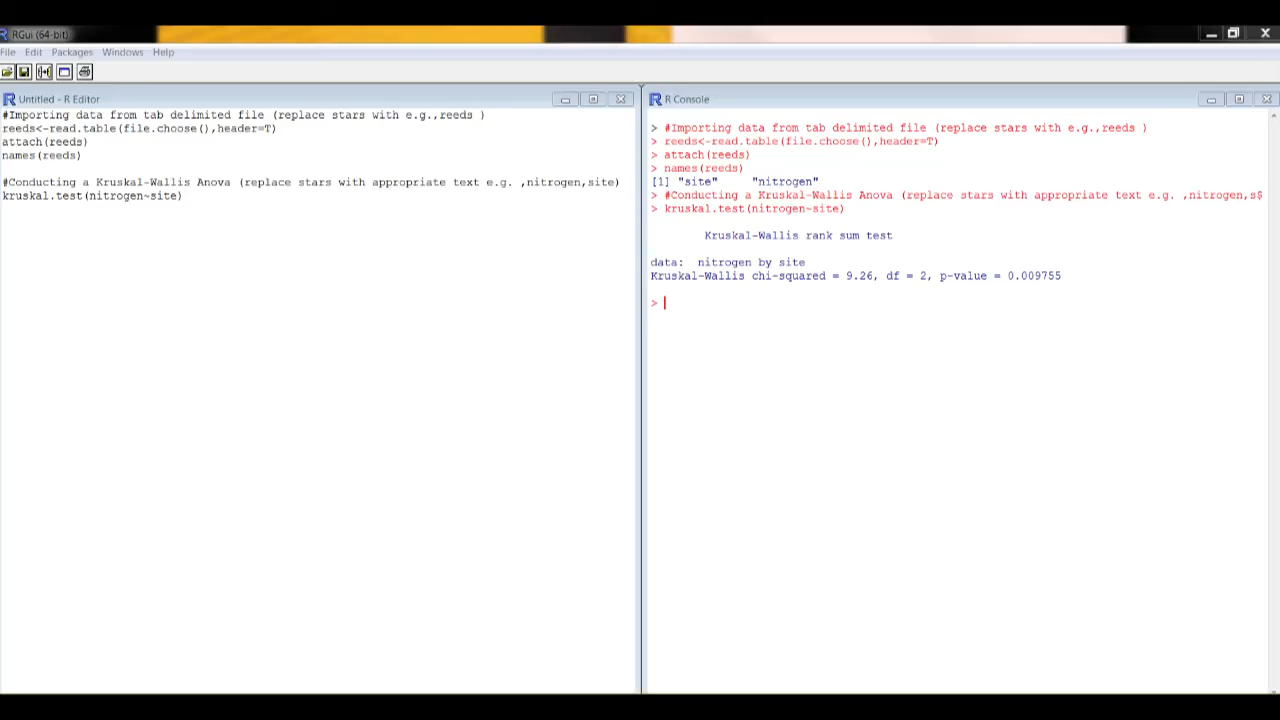 RGui (64-bit)
File Edit Packages Windows Help
Untitled - R Editor
#Importing data from tab delimited file (replace stars with e.g.,reeds )
reeds<-read.table(file.choose(),header=T)
attach(reeds)
names(reeds)
#Conducting a Kruskal-Wallis Anova (replace stars with appropriate text e.g. ,nitrogen,site)
kruskal.test(nitrogen~site)
R Console
> #Importing data from tab delimited file (replace stars with e.g.,reeds )
> reeds<-read.table(file.choose(),header=T)
> attach(reeds)
> names(reeds)
[1] "site"     "nitrogen"
> #Conducting a Kruskal-Wallis Anova (replace stars with appropriate text e.g. ,nitrogen,s$
> kruskal.test(nitrogen~site)
Kruskal-Wallis rank sum test
data:  nitrogen by site
Kruskal-Wallis chi-squared = 9.26, df = 2, p-value = 0.009755
>